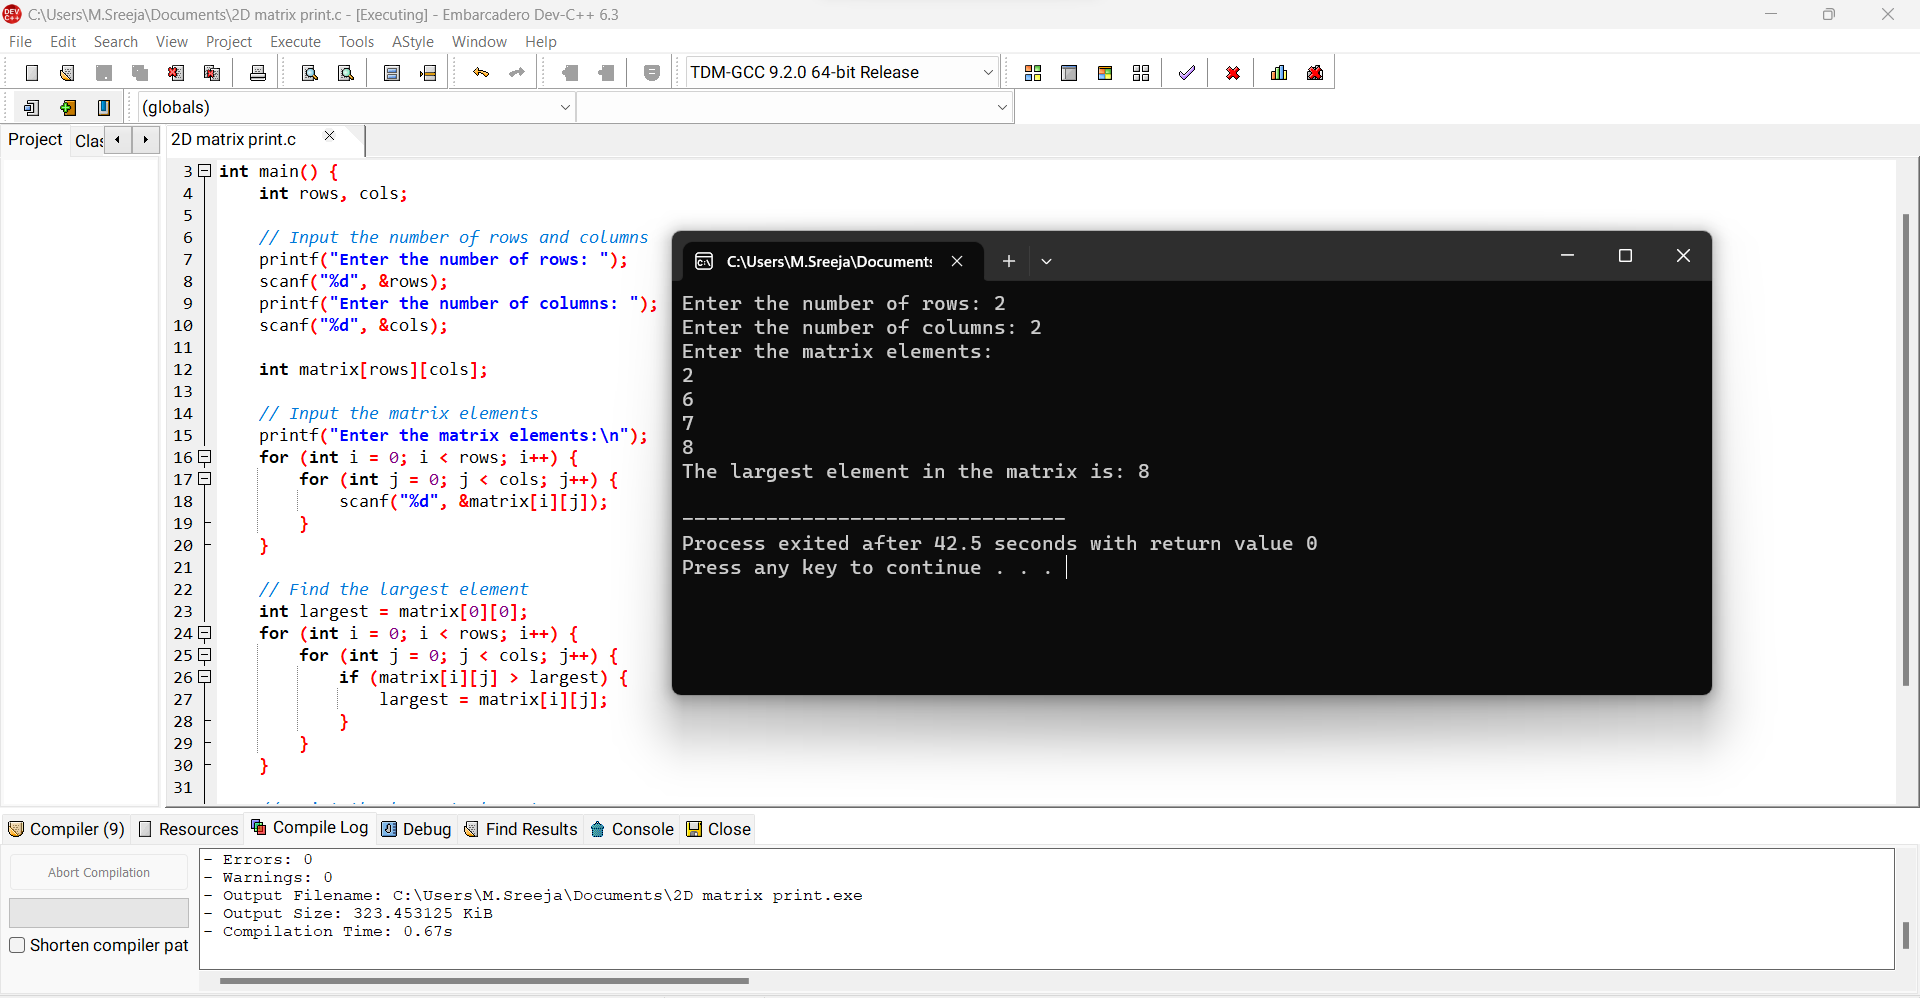 C:\Users\M.Sreeja\Documents\2D matrix print.c - [Executing] - Embarcadero Dev-C++ 6.3
File Edit Search View Project Execute Tools AStyle Window Help
TDM-GCC 9.2.0 64-bit Release
(globals)
Project Clas 2D matrix print.c
3 int main() {
4 int rows, cols;
5
6 // Input the number of rows and columns
7 printf("Enter the number of rows: ");
8 scanf("%d", &rows);
9 printf("Enter the number of columns: ");
10 scanf("%d", &cols);
11
12 int matrix[rows][cols];
13
14 // Input the matrix elements
15 printf("Enter the matrix elements:\n");
16 for (int i = 0; i < rows; i++) {
17 for (int j = 0; j < cols; j++) {
18 scanf("%d", &matrix[i][j]);
19 }
20 }
21
22 // Find the largest element
23 int largest = matrix[0][0];
24 for (int i = 0; i < rows; i++) {
25 for (int j = 0; j < cols; j++) {
26 if (matrix[i][j] > largest) {
27 largest = matrix[i][j];
28 }
29 }
30 }
31
C:\Users\M.Sreeja\Documents
Enter the number of rows: 2
Enter the number of columns: 2
Enter the matrix elements:
2
6
7
8
The largest element in the matrix is: 8
--------------------------------
Process exited after 42.5 seconds with return value 0
Press any key to continue . . .
Compiler (9) Resources Compile Log Debug Find Results Console Close
Abort Compilation
Shorten compiler pat
- Errors: 0
- Warnings: 0
- Output Filename: C:\Users\M.Sreeja\Documents\2D matrix print.exe
- Output Size: 323.453125 KiB
- Compilation Time: 0.67s